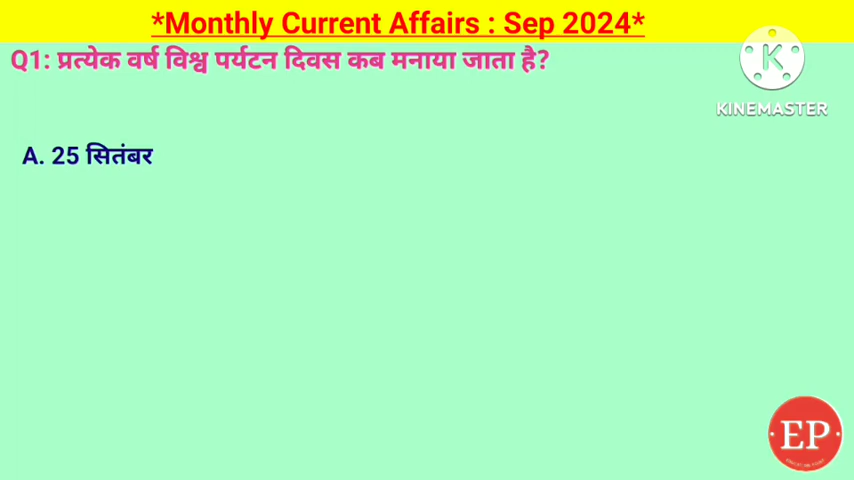 *Monthly Current Affairs : Sep 2024*
Q1: प्रत्येक वर्ष विश्व पर्यटन दिवस कब मनाया जाता है?
K
KINEMASTER
A. 25 सितंबर
EP